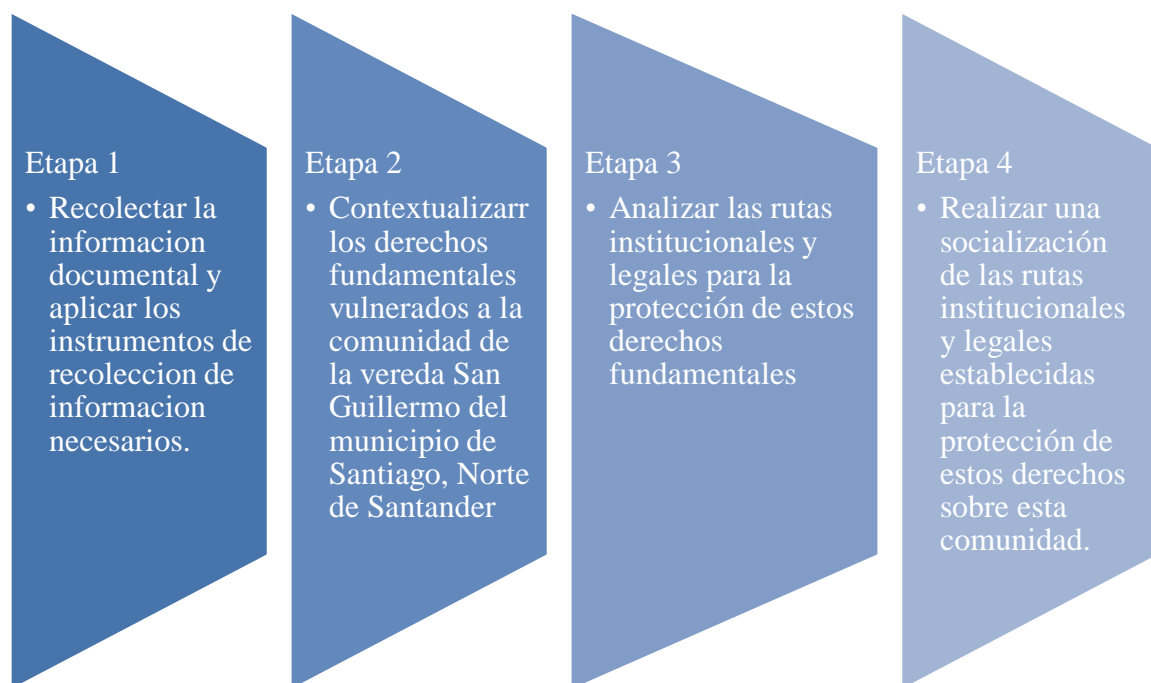 Etapa 1
• Recolectar la
informacion
documental y
aplicar los
instrumentos de
recoleccion de
informacion
necesarios.
Etapa 2
• Contextualizarr
los derechos
fundamentales
vulnerados a la
comunidad de
la vereda San
Guillermo del
municipio de
Santiago, Norte
de Santander
Etapa 3
• Analizar las rutas
institucionales y
legales para la
protección de estos
derechos
fundamentales
Etapa 4
• Realizar una
socialización
de las rutas
institucionales
y legales
establecidas
para la
protección de
estos derechos
sobre esta
comunidad.